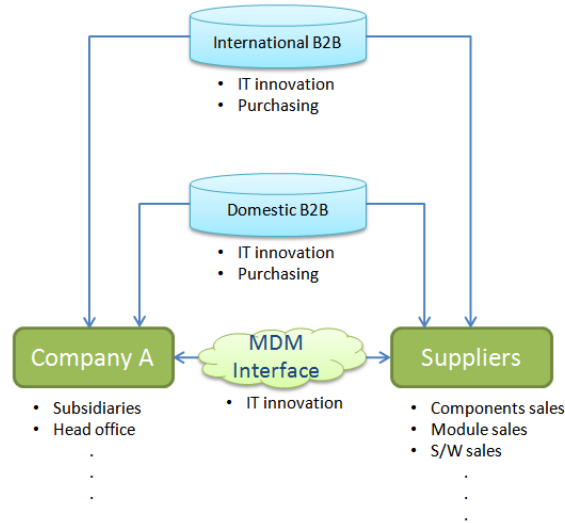 International B2B
• IT innovation
• Purchasing
Domestic B2B
• IT innovation
• Purchasing
Company A
MDM
Interface
Suppliers
• Subsidiaries
• Head office
.
.
.
• IT innovation
• Components sales
• Module sales
• S/W sales
.
.
.